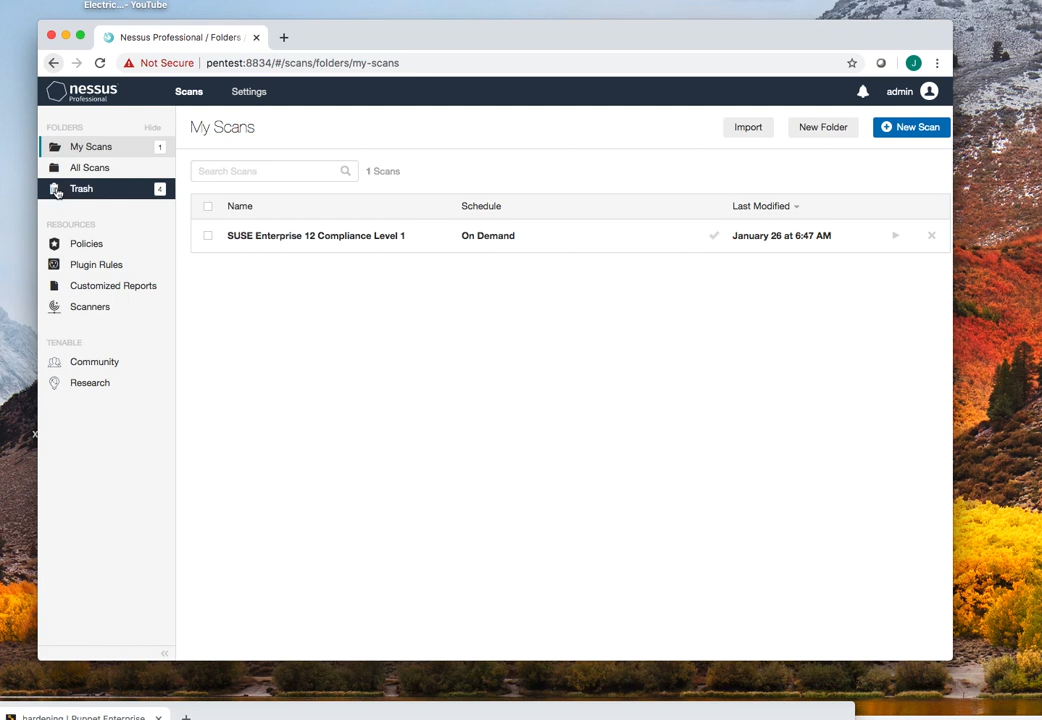 Electric...- YouTube
Nessus Professional / Folders /
Not Secure
pentest:8834/#/scans/folders/my-scans
J
nessus
Professional
Scans
Settings
admin
FOLDERS
Hide
My Scans
1
All Scans
Trash
4
RESOURCES
Policies
Plugin Rules
Customized Reports
Scanners
TENABLE
Community
Research
My Scans
Import
New Folder
New Scan
Search Scans
1 Scans
Name
Schedule
Last Modified
SUSE Enterprise 12 Compliance Level 1
On Demand
January 26 at 6:47 AM
x
hardening | Puppet Enterprise